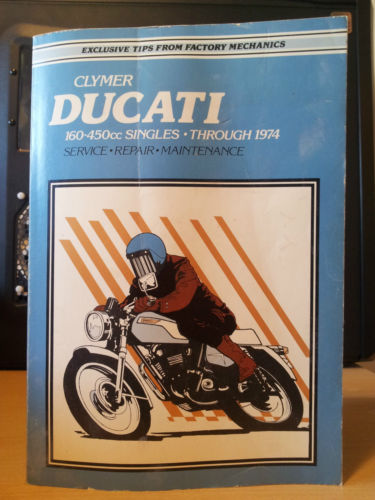 EXCLUSIVE TIPS FROM FACTORY MECHANICS
CLYMER
DUCATI
160-450cc SINGLES • THROUGH 1974
SERVICE • REPAIR • MAINTENANCE